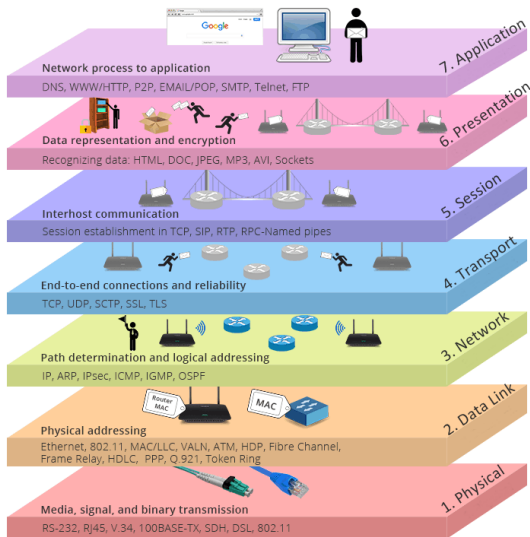 Google
7. Application
Network process to application
DNS, WWW/HTTP, P2P, EMAIL/POP, SMTP, Telnet, FTP
6. Presentation
Data representation and encryption
Recognizing data: HTML, DOC, JPEG, MP3, AVI, Sockets
5. Session
Interhost communication
Session establishment in TCP, SIP, RTP, RPC-Named pipes
4. Transport
End-to-end connections and reliability
TCP, UDP, SCTP, SSL, TLS
3. Network
Path determination and logical addressing
IP, ARP, IPsec, ICMP, IGMP, OSPF
Router
MAC
MAC
2. Data Link
Physical addressing
Ethernet, 802.11, MAC/LLC, VALN, ATM, HDP, Fibre Channel,
Frame Relay, HDLC, PPP, Q.921, Token Ring
1. Physical
Media, signal, and binary transmission
RS-232, RJ45, V.34, 100BASE-TX, SDH, DSL, 802.11